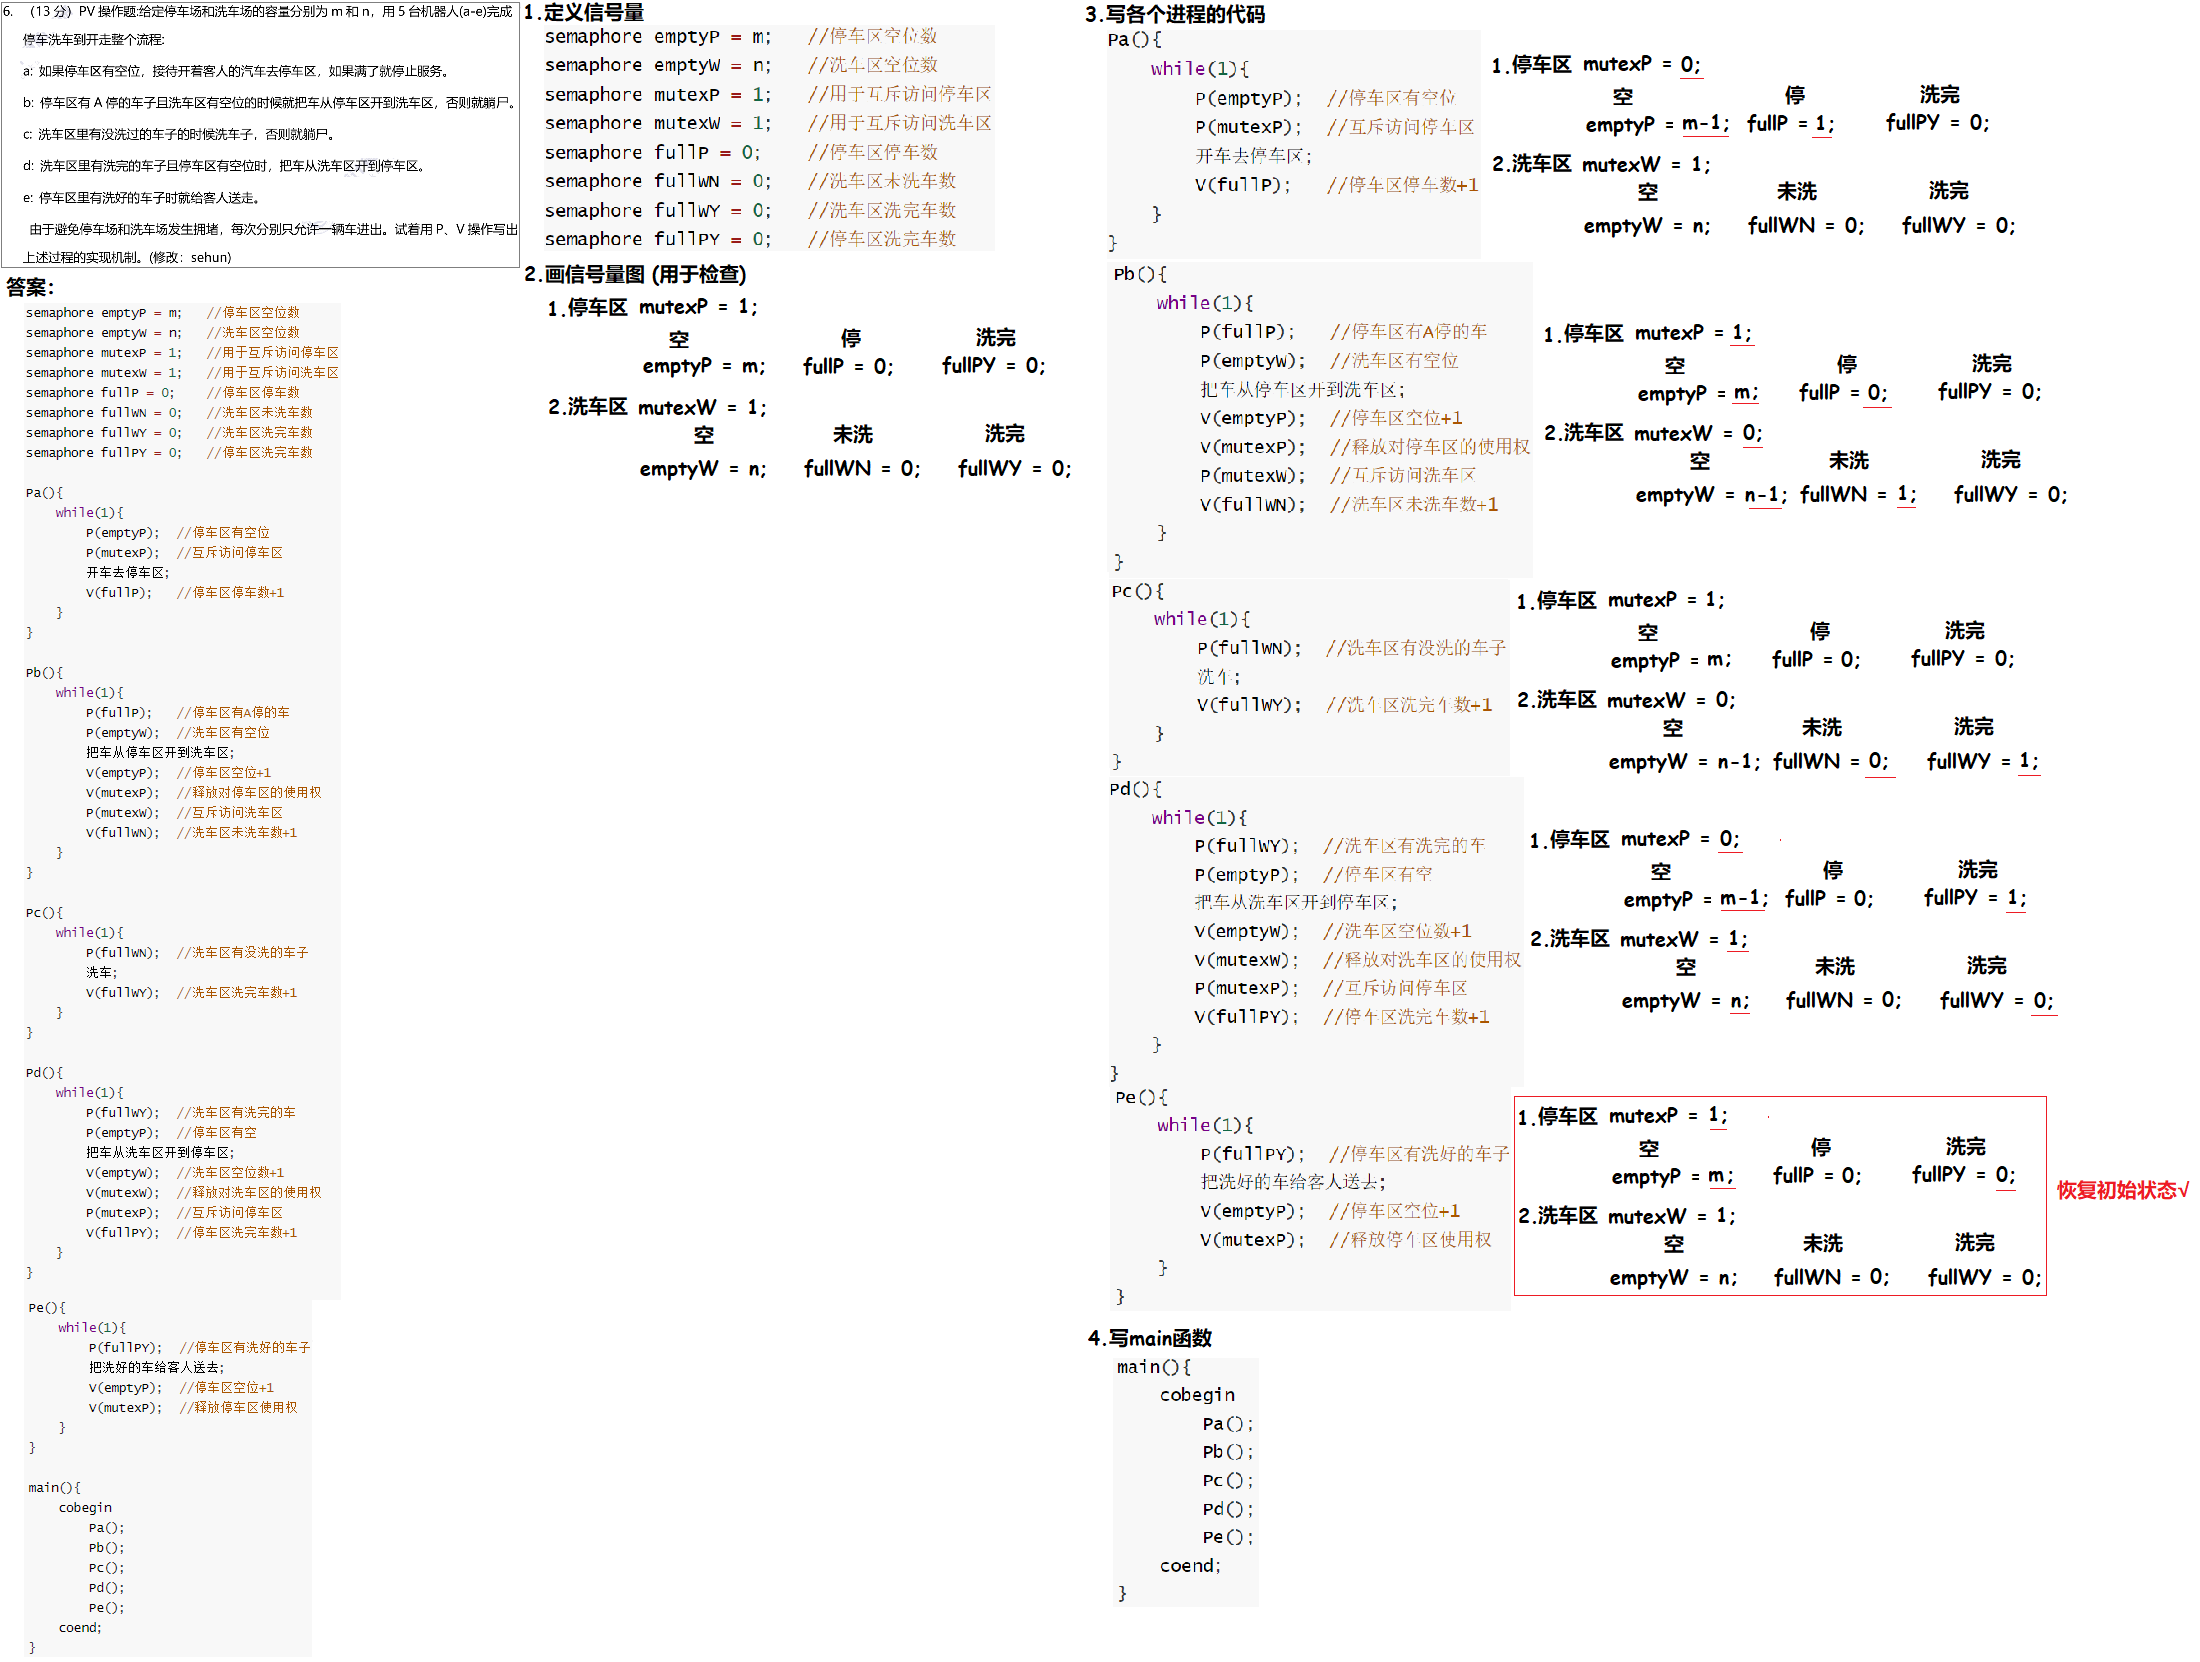 6. （13 分）PV 操作题:给定停车场和洗车场的容量分别为 m 和 n，用 5 台机器人(a-e)完成
停车洗车到开走整个流程:
a: 如果停车区有空位，接待开着客人的汽车去停车区，如果满了就停止服务。
b: 停车区有 A 停的车子且洗车区有空位的时候就把车从停车区开到洗车区，否则就躺尸。
c: 洗车区里有没洗过的车子的时候洗车子，否则就躺尸。
d: 洗车区里有洗完的车子且停车区有空位时，把车从洗车区开到停车区。
e: 停车区里有洗好的车子时就给客人送走。
由于避免停车场和洗车场发生拥堵，每次分别只允许一辆车进出。试着用 P、V 操作写出
上述过程的实现机制。(修改：sehun)
答案：
semaphore emptyP = m; //停车区空位数
semaphore emptyW = n; //洗车区空位数
semaphore mutexP = 1; //用于互斥访问停车区
semaphore mutexW = 1; //用于互斥访问洗车区
semaphore fullP = 0; //停车区停车数
semaphore fullWN = 0; //洗车区未洗车数
semaphore fullWY = 0; //洗车区洗完车数
semaphore fullPY = 0; //停车区洗完车数
Pa(){
while(1){
P(emptyP); //停车区有空位
P(mutexP); //互斥访问停车区
开车去停车区;
V(fullP); //停车区停车数+1
}
}
Pb(){
while(1){
P(fullP); //停车区有A停的车
P(emptyW); //洗车区有空位
把车从停车区开到洗车区;
V(emptyP); //停车区空位+1
V(mutexP); //释放对停车区的使用权
P(mutexW); //互斥访问洗车区
V(fullWN); //洗车区未洗车数+1
}
}
Pc(){
while(1){
P(fullWN); //洗车区有没洗的车子
洗车;
V(fullWY); //洗车区洗完车数+1
}
}
Pd(){
while(1){
P(fullWY); //洗车区有洗完的车
P(emptyP); //停车区有空
把车从洗车区开到停车区;
V(emptyW); //洗车区空位数+1
V(mutexW); //释放对洗车区的使用权
P(mutexP); //互斥访问停车区
V(fullPY); //停车区洗完车数+1
}
}
Pe(){
while(1){
P(fullPY); //停车区有洗好的车子
把洗好的车给客人送去;
V(emptyP); //停车区空位+1
V(mutexP); //释放停车区使用权
}
}
main(){
cobegin
Pa();
Pb();
Pc();
Pd();
Pe();
coend;
}
1.定义信号量
semaphore emptyP = m; //停车区空位数
semaphore emptyW = n; //洗车区空位数
semaphore mutexP = 1; //用于互斥访问停车区
semaphore mutexW = 1; //用于互斥访问洗车区
semaphore fullP = 0; //停车区停车数
semaphore fullWN = 0; //洗车区未洗车数
semaphore fullWY = 0; //洗车区洗完车数
semaphore fullPY = 0; //停车区洗完车数
2.画信号量图 (用于检查)
1.停车区 mutexP = 1;
空 停 洗完
emptyP = m; fullP = 0; fullPY = 0;
2.洗车区 mutexW = 1;
空 未洗 洗完
emptyW = n; fullWN = 0; fullWY = 0;
3.写各个进程的代码
Pa(){
while(1){
P(emptyP); //停车区有空位
P(mutexP); //互斥访问停车区
开车去停车区;
V(fullP); //停车区停车数+1
}
}
1.停车区 mutexP = 0;
空 停 洗完
emptyP = m-1; fullP = 1; fullPY = 0;
2.洗车区 mutexW = 1;
空 未洗 洗完
emptyW = n; fullWN = 0; fullWY = 0;
Pb(){
while(1){
P(fullP); //停车区有A停的车
P(emptyW); //洗车区有空位
把车从停车区开到洗车区;
V(emptyP); //停车区空位+1
V(mutexP); //释放对停车区的使用权
P(mutexW); //互斥访问洗车区
V(fullWN); //洗车区未洗车数+1
}
}
1.停车区 mutexP = 1;
空 停 洗完
emptyP = m; fullP = 0; fullPY = 0;
2.洗车区 mutexW = 0;
空 未洗 洗完
emptyW = n-1; fullWN = 1; fullWY = 0;
Pc(){
while(1){
P(fullWN); //洗车区有没洗的车子
洗车;
V(fullWY); //洗车区洗完车数+1
}
}
1.停车区 mutexP = 1;
空 停 洗完
emptyP = m; fullP = 0; fullPY = 0;
2.洗车区 mutexW = 0;
空 未洗 洗完
emptyW = n-1; fullWN = 0; fullWY = 1;
Pd(){
while(1){
P(fullWY); //洗车区有洗完的车
P(emptyP); //停车区有空
把车从洗车区开到停车区;
V(emptyW); //洗车区空位数+1
V(mutexW); //释放对洗车区的使用权
P(mutexP); //互斥访问停车区
V(fullPY); //停车区洗完车数+1
}
}
1.停车区 mutexP = 0;
空 停 洗完
emptyP = m-1; fullP = 0; fullPY = 1;
2.洗车区 mutexW = 1;
空 未洗 洗完
emptyW = n; fullWN = 0; fullWY = 0;
Pe(){
while(1){
P(fullPY); //停车区有洗好的车子
把洗好的车给客人送去;
V(emptyP); //停车区空位+1
V(mutexP); //释放停车区使用权
}
}
1.停车区 mutexP = 1;
空 停 洗完
emptyP = m; fullP = 0; fullPY = 0;
2.洗车区 mutexW = 1;
空 未洗 洗完
emptyW = n; fullWN = 0; fullWY = 0;
恢复初始状态√
4.写main函数
main(){
cobegin
Pa();
Pb();
Pc();
Pd();
Pe();
coend;
}